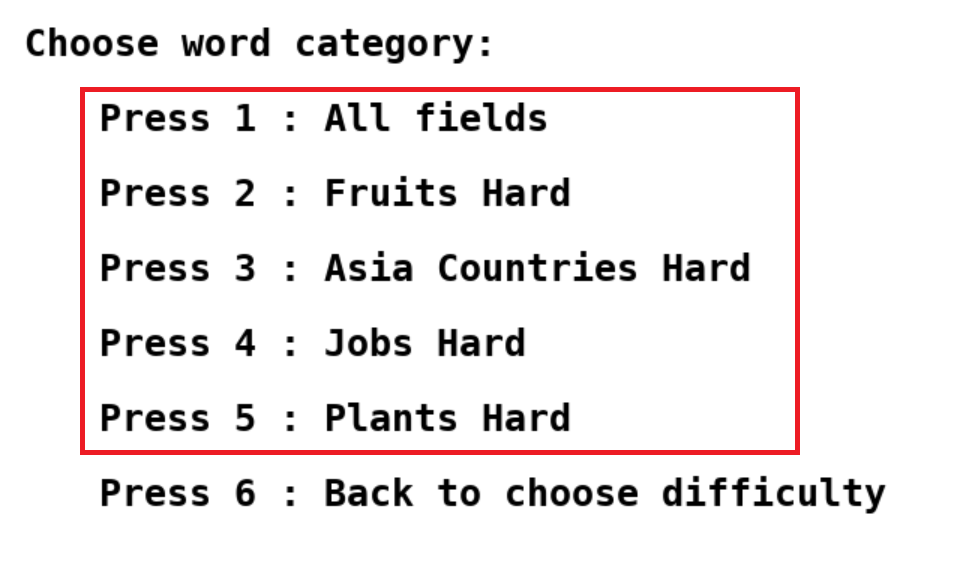 Choose word category:
Press 1 : All fields
Press 2 : Fruits Hard
Press 3 : Asia Countries Hard
Press 4 : Jobs Hard
Press 5 : Plants Hard
Press 6 : Back to choose difficulty